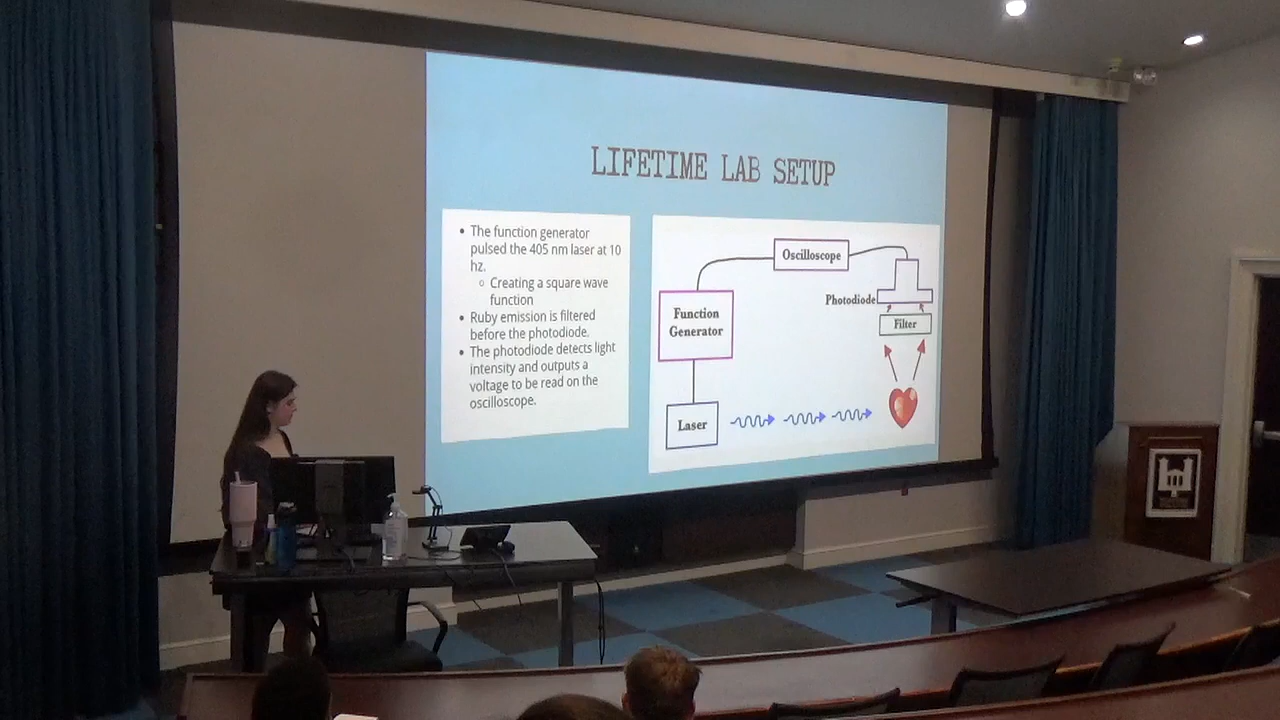 LIFETIME LAB SETUP
• The function generator
pulsed the 405 nm laser at 10
hz.
○ Creating a square wave
function
• Ruby emission is filtered
before the photodiode.
• The photodiode detects light
intensity and outputs a
voltage to be read on the
oscilloscope.
Oscilloscope
Photodiode
Function
Generator
Filter
Laser